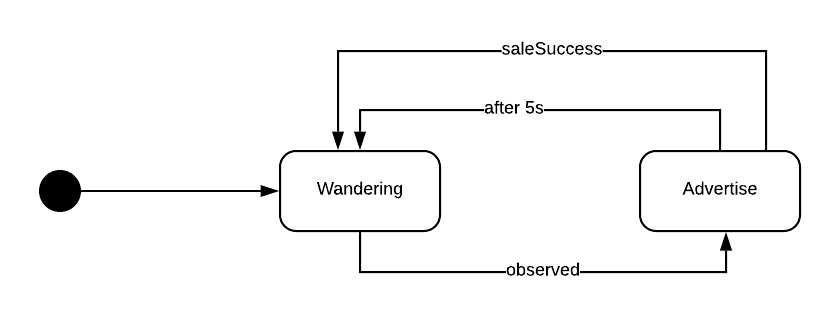 saleSuccess
after 5s
Wandering
Advertise
observed